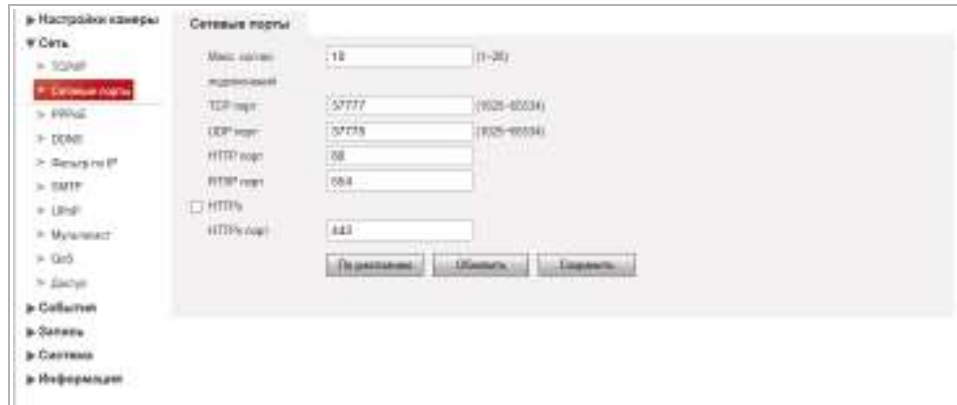 Настройки камеры
Сеть
TCP/IP
Сетевые порты
PPPoE
DDNS
Фильтр по IP
SMTP
UPnP
Мультикаст
QoS
Доступ
События
Запись
Система
Информация
Сетевые порты
Макс. кол-во 10 (1~20)
подключений
TCP порт 37777 (1025~65534)
UDP порт 37778 (1025~65534)
HTTP порт 80
RTSP порт 554
HTTPs
HTTPs порт 443
По умолчанию Обновить Сохранить